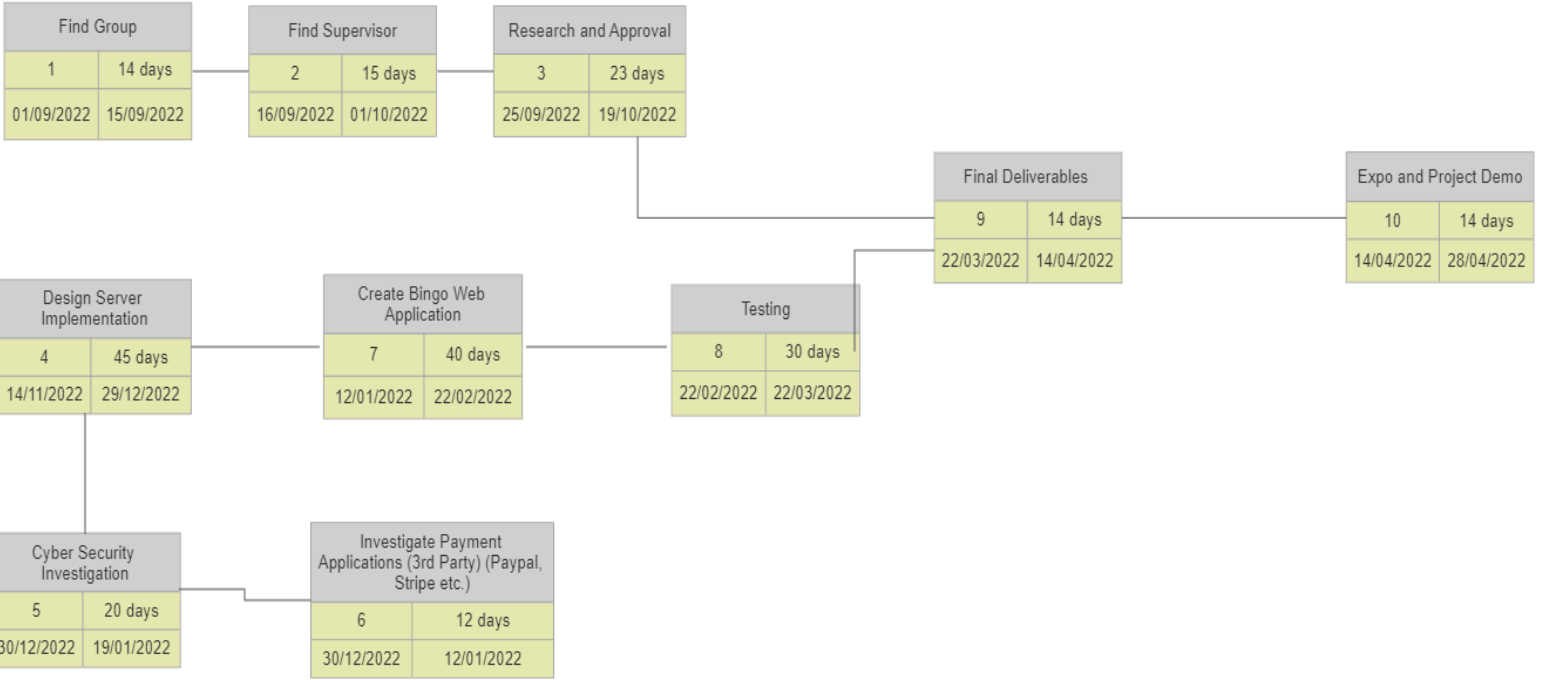 Find Group
1 14 days
01/09/2022 15/09/2022
Find Supervisor
2 15 days
16/09/2022 01/10/2022
Research and Approval
3 23 days
25/09/2022 19/10/2022
Final Deliverables
9 14 days
22/03/2022 14/04/2022
Expo and Project Demo
10 14 days
14/04/2022 28/04/2022
Design Server
Implementation
4 45 days
14/11/2022 29/12/2022
Create Bingo Web
Application
7 40 days
12/01/2022 22/02/2022
Testing
8 30 days
22/02/2022 22/03/2022
Cyber Security
Investigation
5 20 days
30/12/2022 19/01/2022
Investigate Payment
Applications (3rd Party) (Paypal,
Stripe etc.)
6 12 days
30/12/2022 12/01/2022